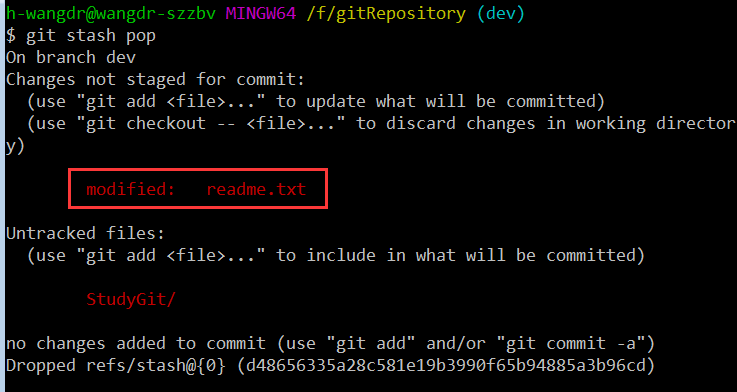 h-wangdr@wangdr-szzbv MINGW64 /f/gitRepository (dev)
$ git stash pop
On branch dev
Changes not staged for commit:
  (use "git add <file>..." to update what will be committed)
  (use "git checkout -- <file>..." to discard changes in working director
y)
        modified:   readme.txt
Untracked files:
  (use "git add <file>..." to include in what will be committed)
        StudyGit/
no changes added to commit (use "git add" and/or "git commit -a")
Dropped refs/stash@{0} (d48656335a28c581e19b3990f65b94885a3b96cd)